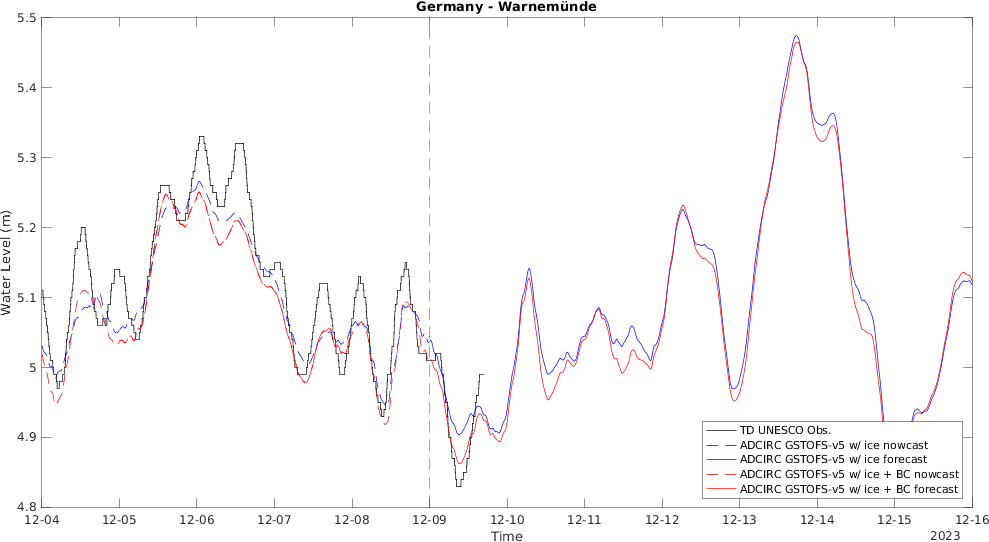 Germany - Warnemünde
5.5
5.4
5.3
5.2
5.1
5
4.9
4.8
Water Level (m)
TD UNESCO Obs.
ADCIRC GSTOFS-v5 w/ ice nowcast
ADCIRC GSTOFS-v5 w/ ice forecast
ADCIRC GSTOFS-v5 w/ ice + BC nowcast
ADCIRC GSTOFS-v5 w/ ice + BC forecast
12-04 12-05 12-06 12-07 12-08 12-09 12-10 12-11 12-12 12-13 12-14 12-15 12-16
Time
2023